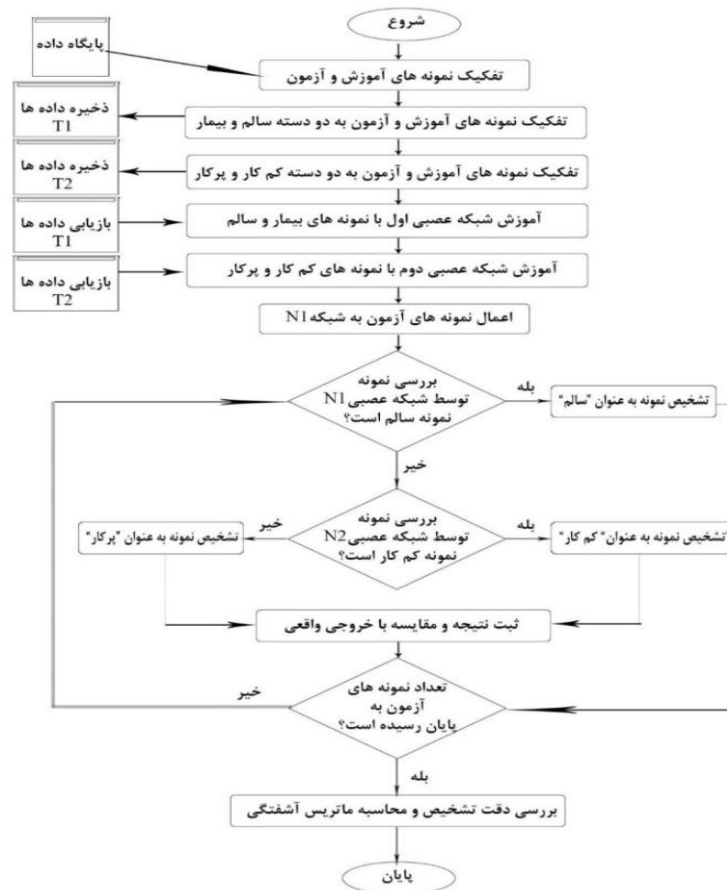 شروع
پایگاه داده
تفکیک نمونه های آموزش و آزمون
ذخیره داده ها
T1
تفکیک نمونه های آموزش و آزمون به دو دسته سالم و بیمار
ذخیره داده ها
T2
تفکیک نمونه های آموزش و آزمون به دو دسته کم کار و پرکار
بازیابی داده ها
T1
آموزش شبکه عصبی اول با نمونه های بیمار و سالم
بازیابی داده ها
T2
آموزش شبکه عصبی دوم با نمونه های کم کار و پرکار
اعمال نمونه های آزمون به شبکه N1
بررسی نمونه
توسط شبکه عصبی N1
نمونه سالم است؟
بله
تشخیص نمونه به عنوان "سالم"
خیر
بررسی نمونه
توسط شبکه عصبی N2
نمونه کم کار است؟
بله
تشخیص نمونه به عنوان" کم کار"
خیر
تشخیص نمونه به عنوان "پرکار"
ثبت نتیجه و مقایسه با خروجی واقعی
تعداد نمونه های
آزمون به
پایان رسیده است؟
خیر
بله
بررسی دقت تشخیص و محاسبه ماتریس آشفتگی
پایان